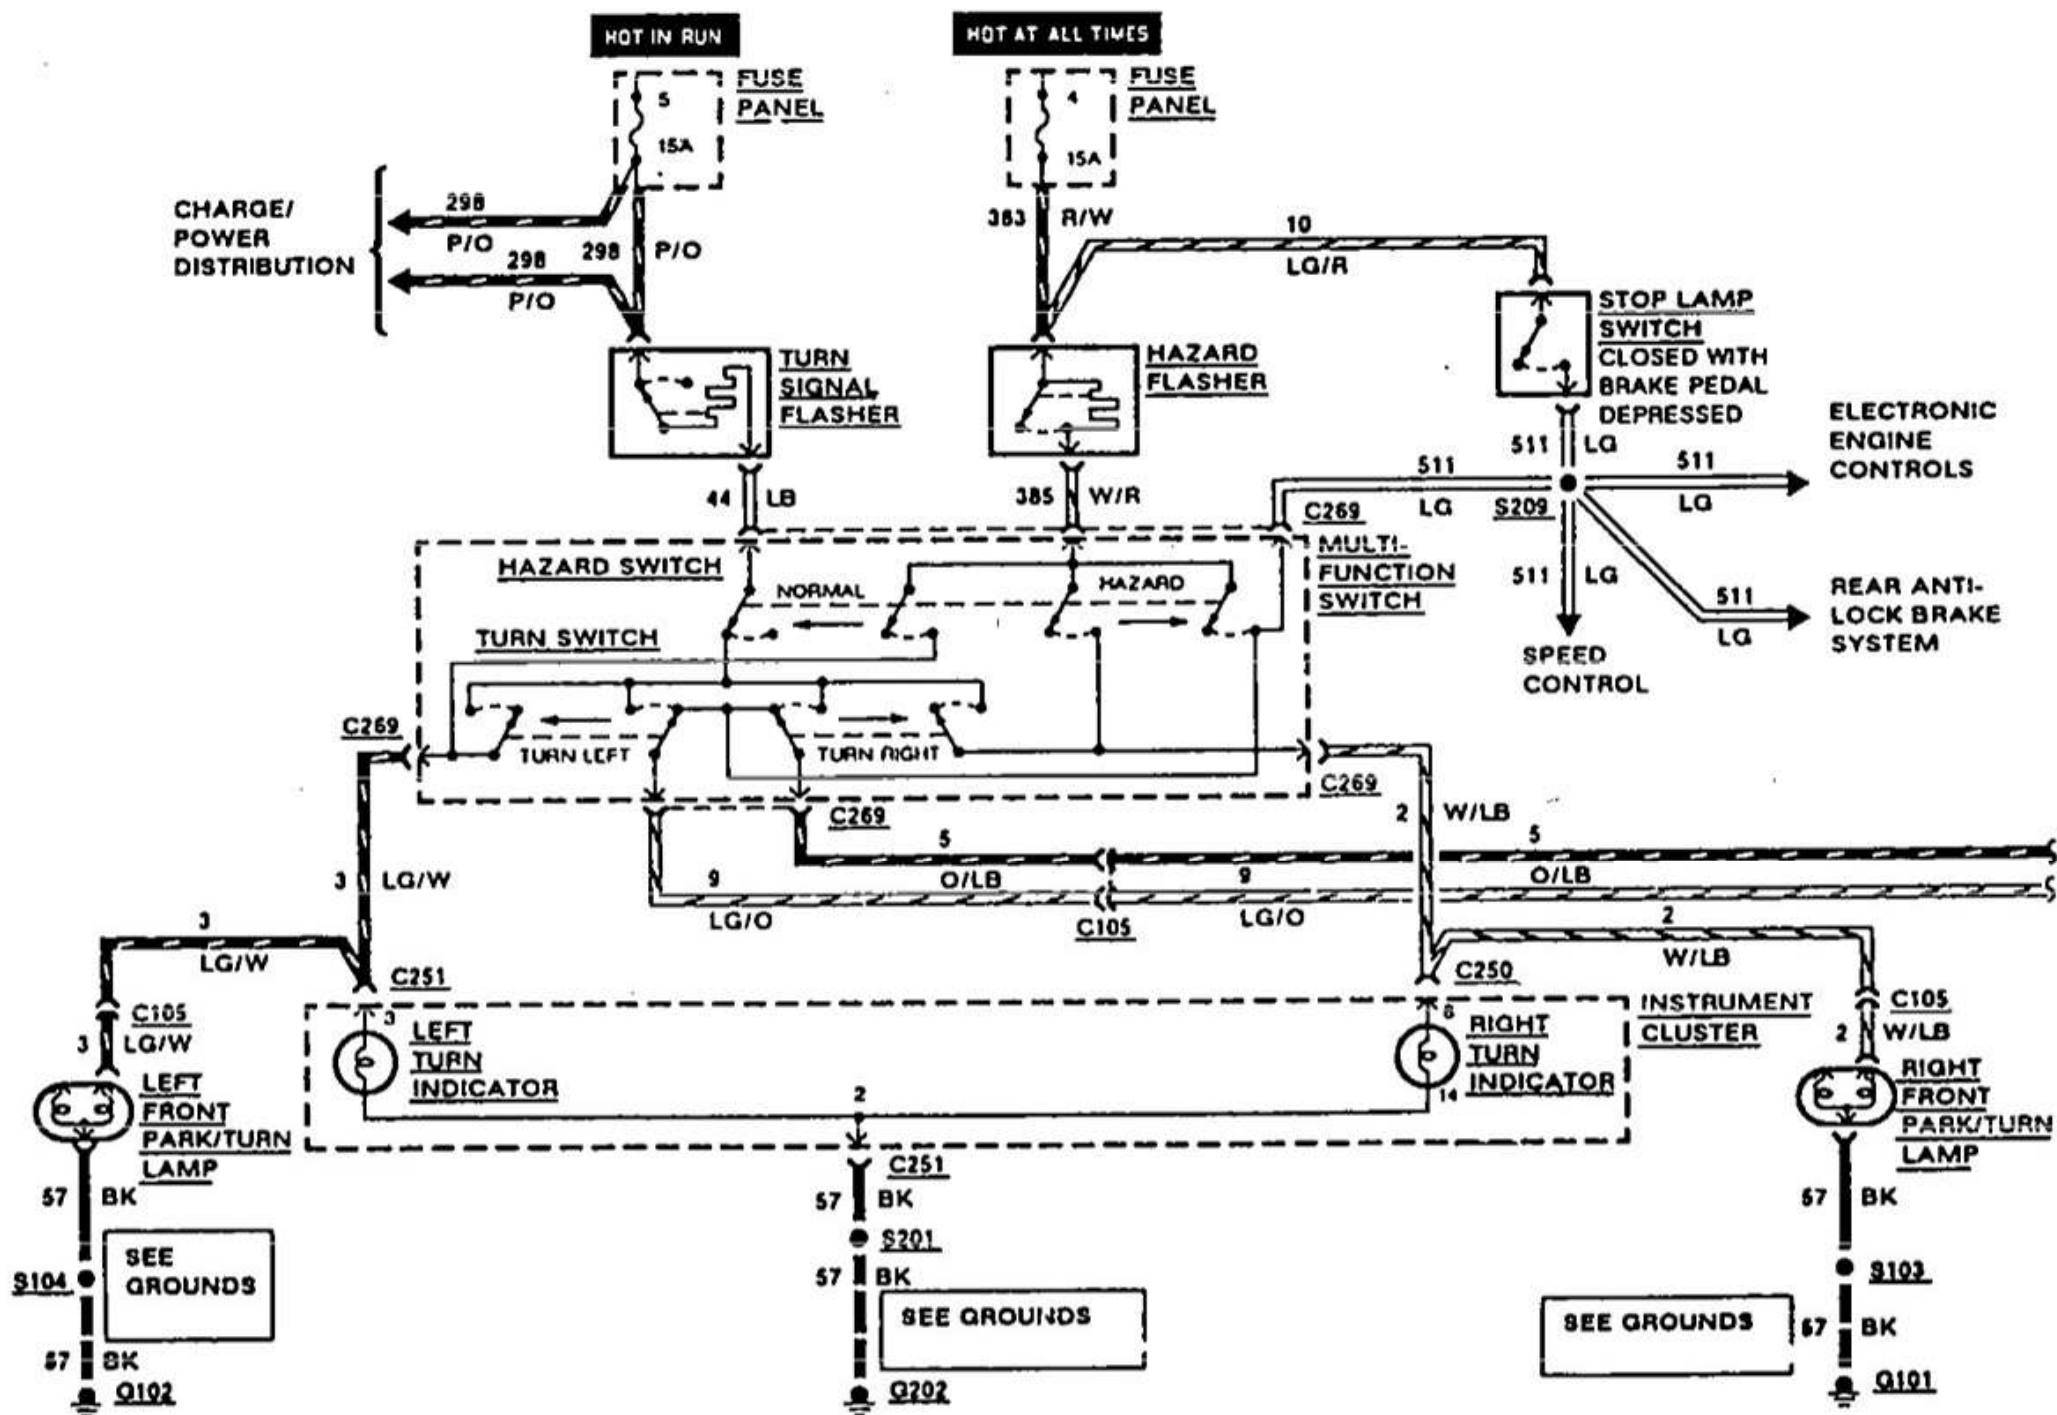 HOT IN RUN
HOT AT ALL TIMES
FUSE
PANEL
5
15A
FUSE
PANEL
4
15A
CHARGE/
POWER
DISTRIBUTION
298
P/O
298
P/O
298
P/O
383
R/W
10
LG/R
TURN
SIGNAL
FLASHER
HAZARD
FLASHER
STOP LAMP
SWITCH
CLOSED WITH
BRAKE PEDAL
DEPRESSED
ELECTRONIC
ENGINE
CONTROLS
44
LB
385
W/R
511
LG
511
LG
511
LG
S209
C269
HAZARD SWITCH
MULTI-
FUNCTION
SWITCH
NORMAL
HAZARD
TURN SWITCH
511
LG
511
LG
REAR ANTI-
LOCK BRAKE
SYSTEM
SPEED
CONTROL
C269
TURN LEFT
TURN RIGHT
C269
C269
2
W/LB
5
O/LB
5
O/LB
9
LG/O
9
LG/O
C105
3
LG/W
3
LG/W
2
W/LB
C251
C250
C105
3
LG/W
3
LEFT
TURN
INDICATOR
8
RIGHT
TURN
INDICATOR
14
INSTRUMENT
CLUSTER
C105
2
W/LB
LEFT
FRONT
PARK/TURN
LAMP
2
RIGHT
FRONT
PARK/TURN
LAMP
C251
57
BK
57
BK
57
BK
S104
SEE
GROUNDS
S201
57
BK
SEE GROUNDS
S103
SEE GROUNDS
57
BK
57
BK
G102
G202
G101